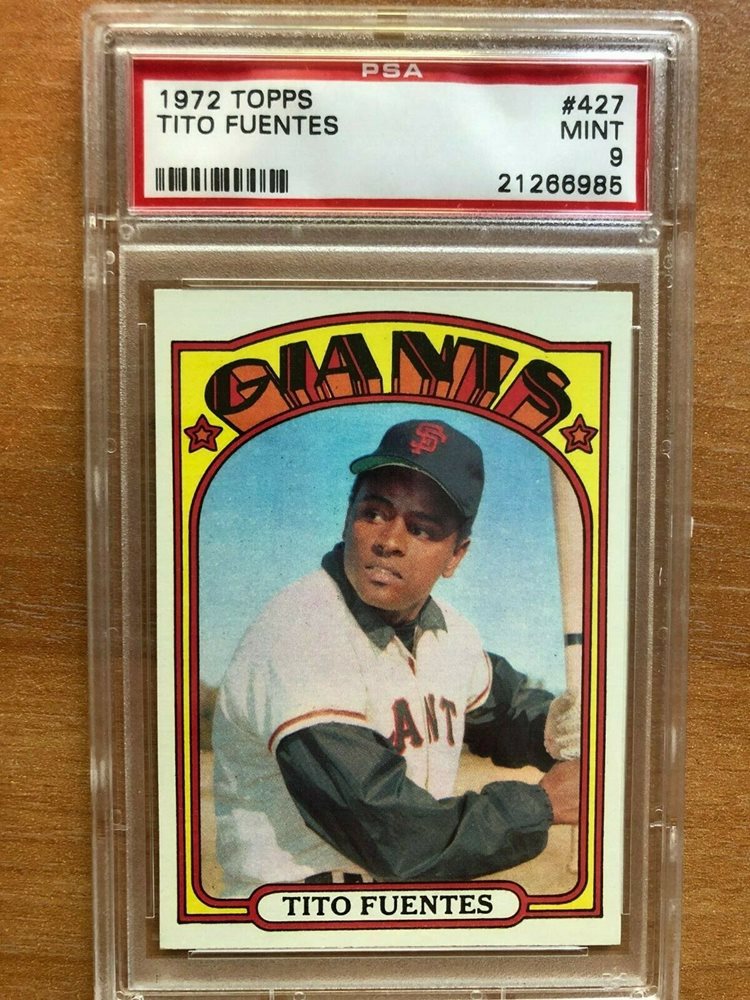 PSA
1972 TOPPS #427
TITO FUENTES MINT
9
21266985
GIANTS
SF
ANT
TITO FUENTES